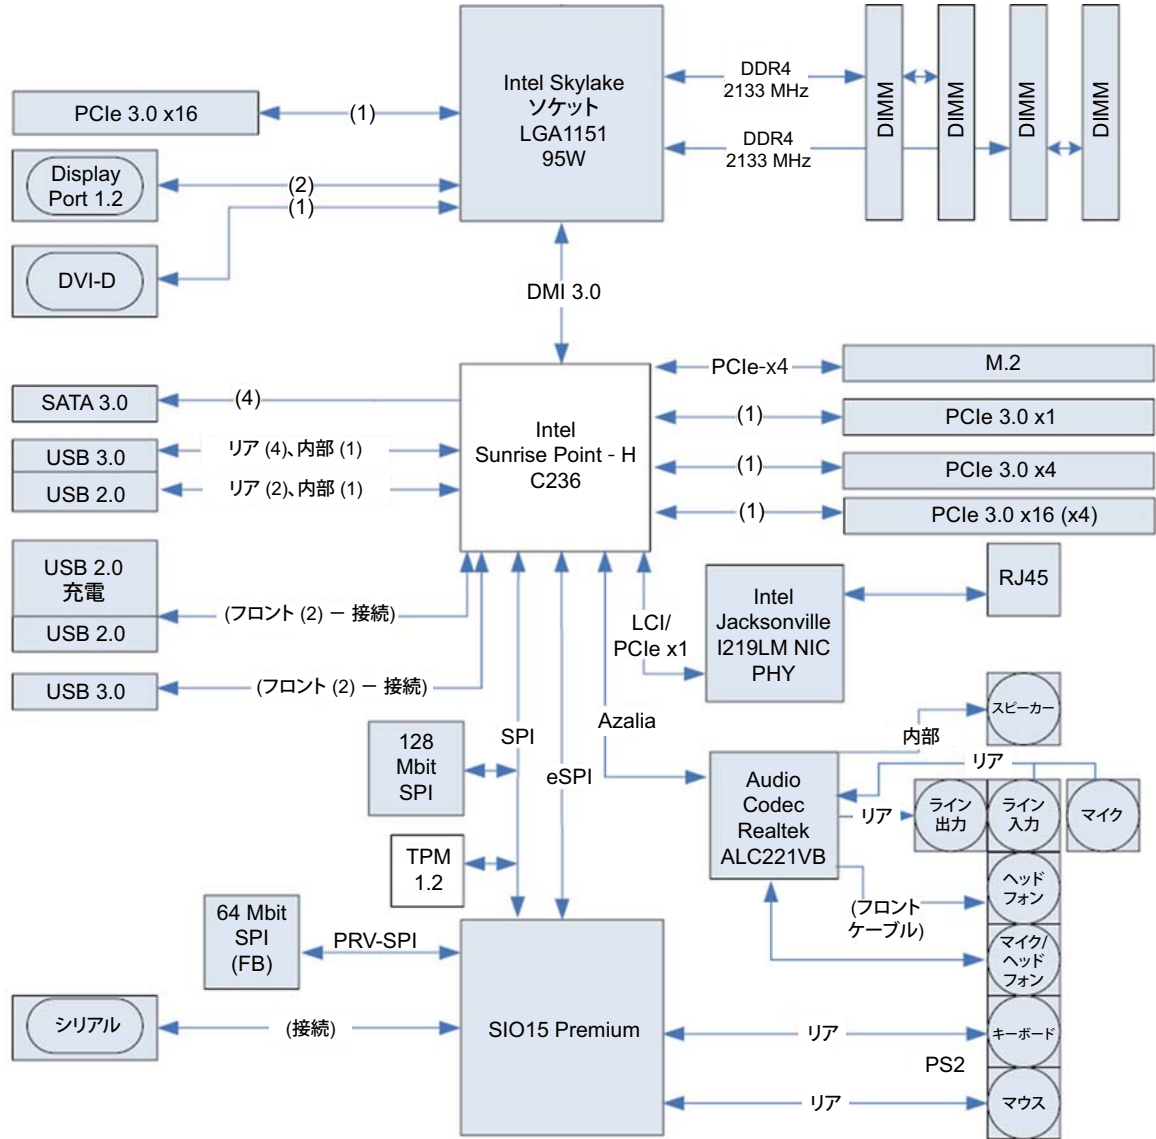 Intel Skylake
ソケット
LGA1151
95W
DDR4
2133 MHz
DDR4
2133 MHz
DIMM
DIMM
DIMM
DIMM
PCIe 3.0 x16
(1)
Display
Port 1.2
(2)
(1)
DVI-D
DMI 3.0
Intel
Sunrise Point - H
C236
PCIe-x4
M.2
(1)
PCIe 3.0 x1
(1)
PCIe 3.0 x4
(1)
PCIe 3.0 x16 (x4)
SATA 3.0
(4)
USB 3.0
リア (4)、内部 (1)
USB 2.0
リア (2)、内部 (1)
USB 2.0
充電
USB 2.0
(フロント (2) − 接続)
USB 3.0
(フロント (2) − 接続)
LCI/
PCIe x1
Intel
Jacksonville
I219LM NIC
PHY
RJ45
SPI
128
Mbit
SPI
eSPI
Azalia
TPM
1.2
Audio
Codec
Realtek
ALC221VB
内部
スピーカー
リア
リア
ライン
出力
ライン
入力
マイク
(フロント
ケーブル)
ヘッド
フォン
マイク/
ヘッド
フォン
64 Mbit
SPI
(FB)
PRV-SPI
シリアル
(接続)
SIO15 Premium
リア
キーボード
PS2
リア
マウス